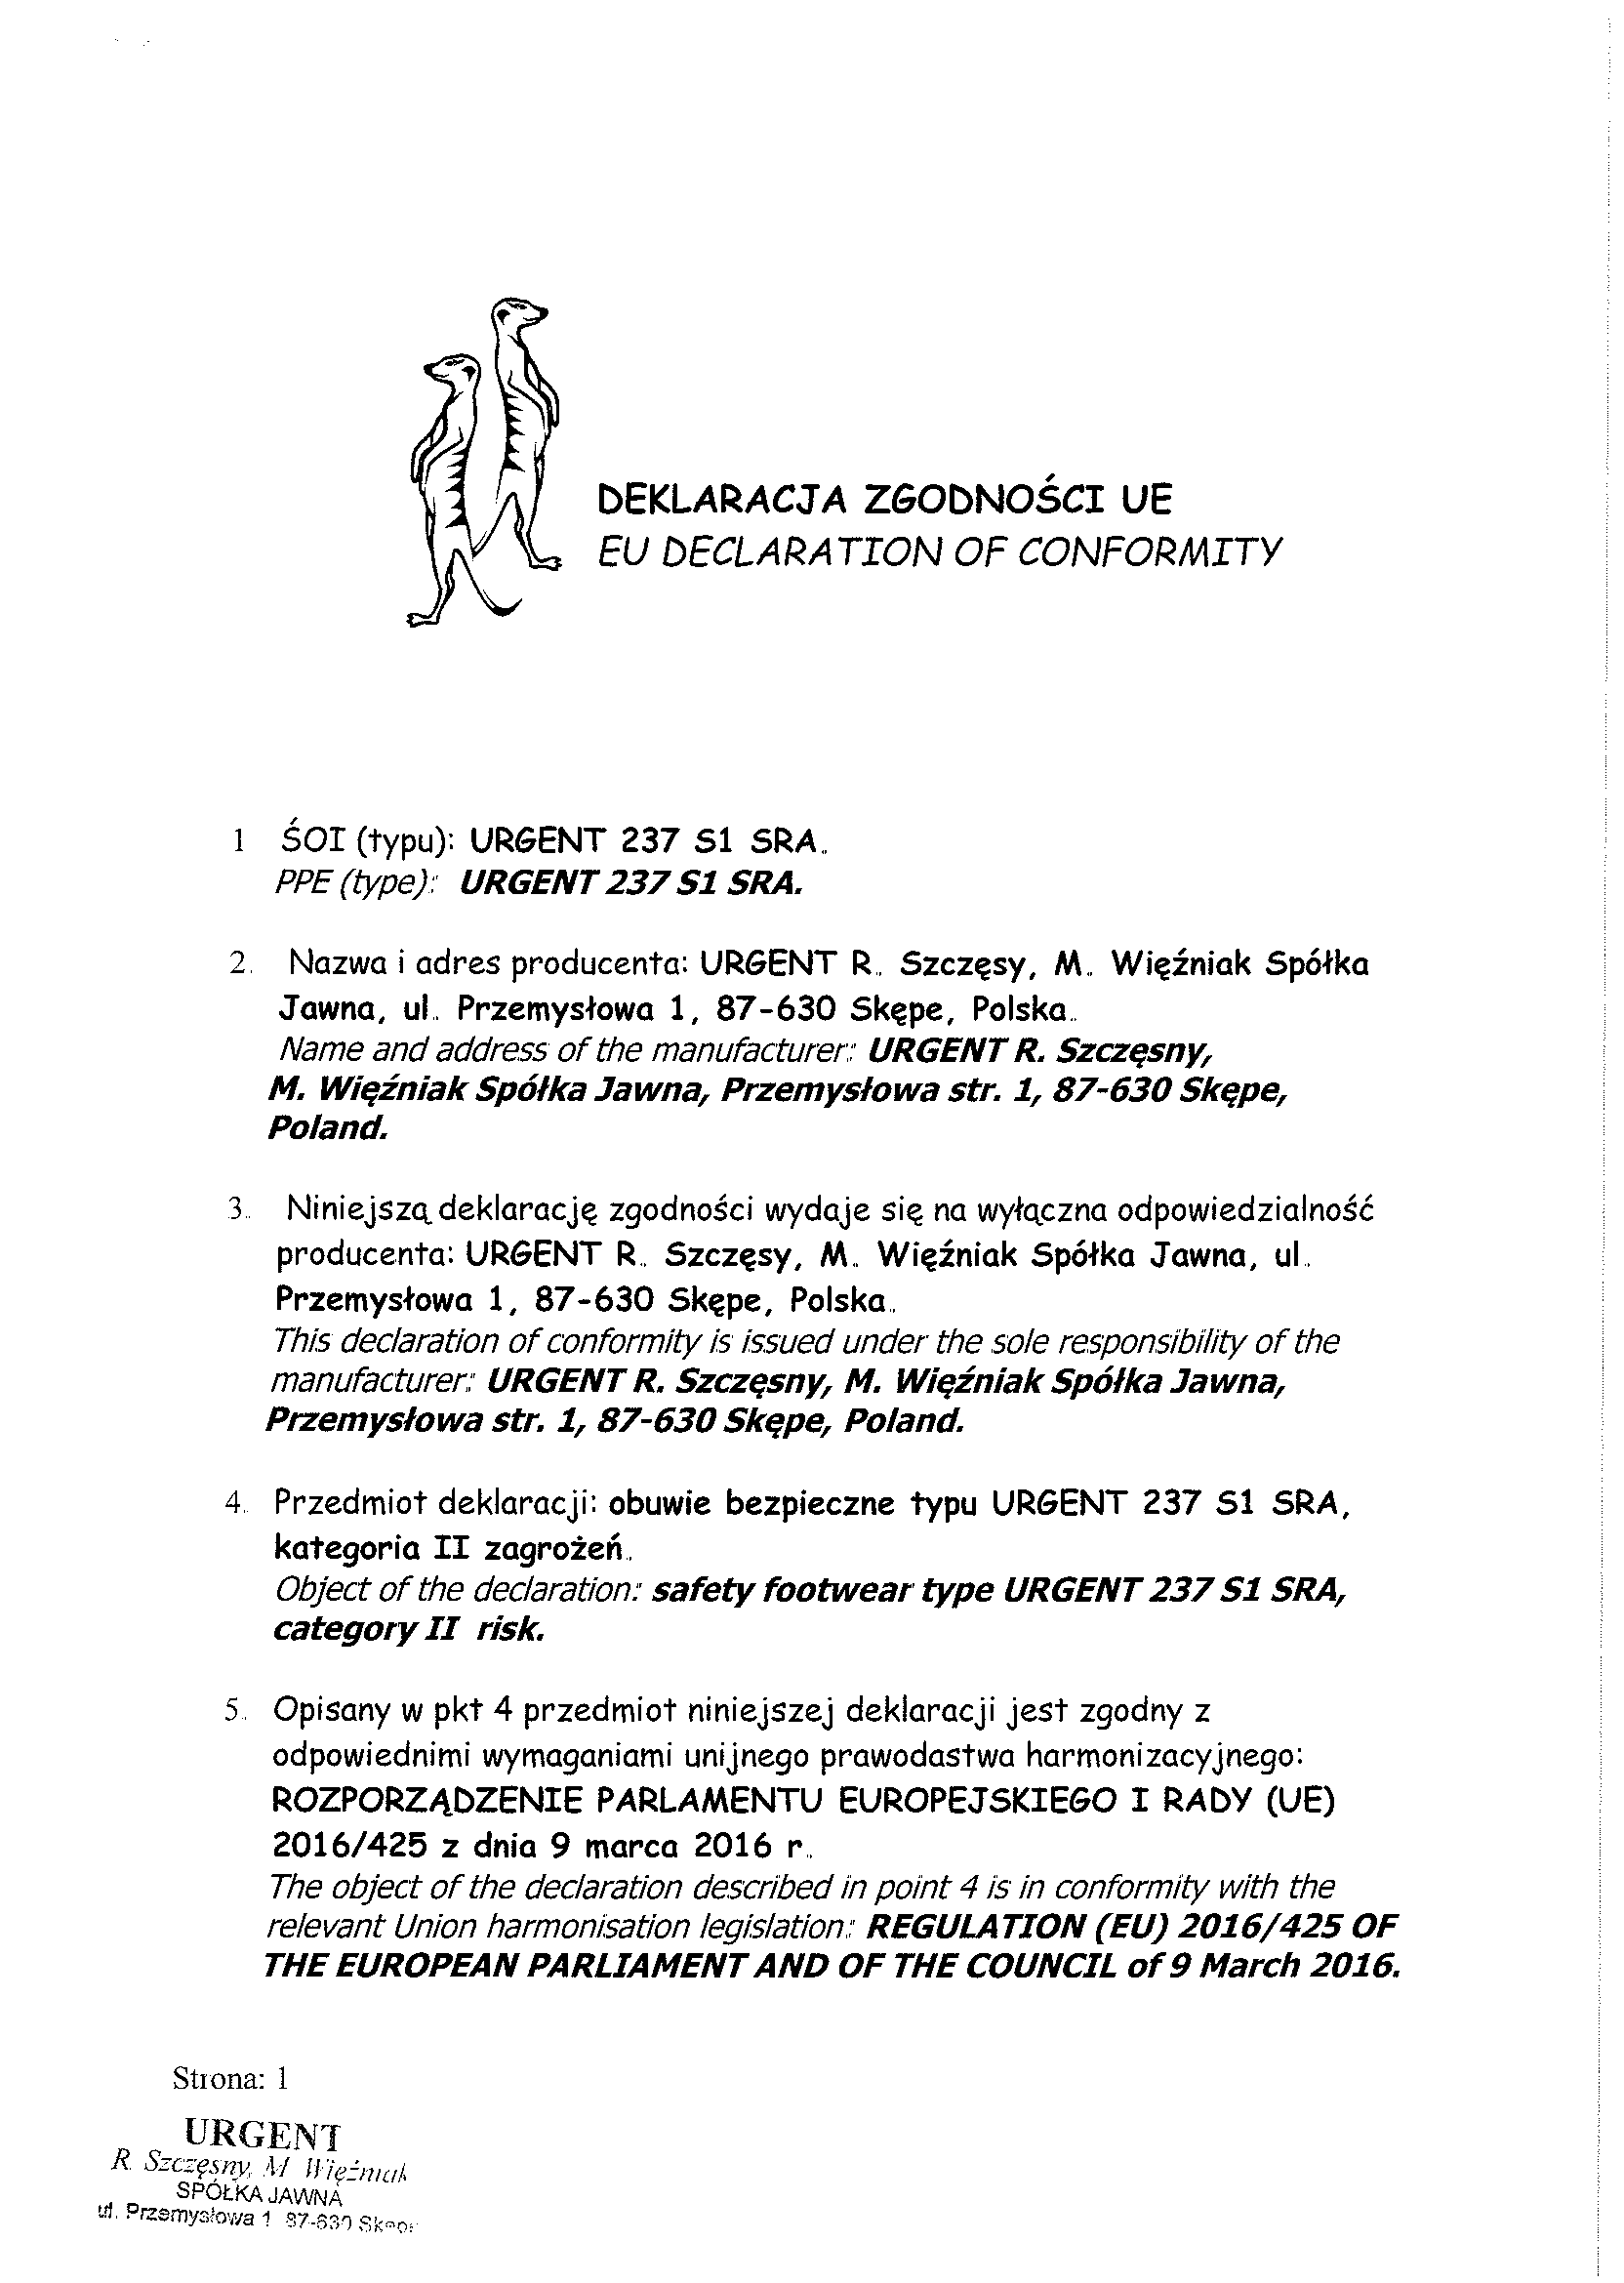 DEKLARACJA ZGODNOŚCI UE
EU DECLARATION OF CONFORMITY
1 ŚOI (typu): URGENT 237 S1 SRA.
PPE (type): URGENT 237 S1 SRA.
2. Nazwa i adres producenta: URGENT R. Szczęsy, M. Więźniak Spółka
Jawna, ul. Przemysłowa 1, 87-630 Skępe, Polska.
Name and address of the manufacturer: URGENT R. Szczęsny,
M. Więźniak Spółka Jawna, Przemysłowa str. 1, 87-630 Skępe,
Poland.
3. Niniejszą deklarację zgodności wydaje się na wyłączna odpowiedzialność
producenta: URGENT R. Szczęsy, M. Więźniak Spółka Jawna, ul.
Przemysłowa 1, 87-630 Skępe, Polska.
This declaration of conformity is issued under the sole responsibility of the
manufacturer: URGENT R. Szczęsny, M. Więźniak Spółka Jawna,
Przemysłowa str. 1, 87-630 Skępe, Poland.
4. Przedmiot deklaracji: obuwie bezpieczne typu URGENT 237 S1 SRA,
kategoria II zagrożeń.
Object of the declaration: safety footwear type URGENT 237 S1 SRA,
category II risk.
5. Opisany w pkt 4 przedmiot niniejszej deklaracji jest zgodny z
odpowiednimi wymaganiami unijnego prawodastwa harmonizacyjnego:
ROZPORZĄDZENIE PARLAMENTU EUROPEJSKIEGO I RADY (UE)
2016/425 z dnia 9 marca 2016 r.
The object of the declaration described in point 4 is in conformity with the
relevant Union harmonisation legislation: REGULATION (EU) 2016/425 OF
THE EUROPEAN PARLIAMENT AND OF THE COUNCIL of 9 March 2016.
Strona: 1
URGENT
R. Szczęsny, M Więźniak
SPÓŁKA JAWNA
ul. Przemysłowa 1 87-630 Skępe